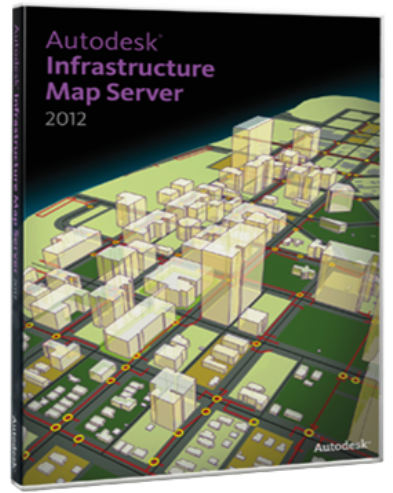 Autodesk®
Infrastructure
Map Server
2012
Autodesk® Infrastructure Map Server 2012
Autodesk
Autodesk®